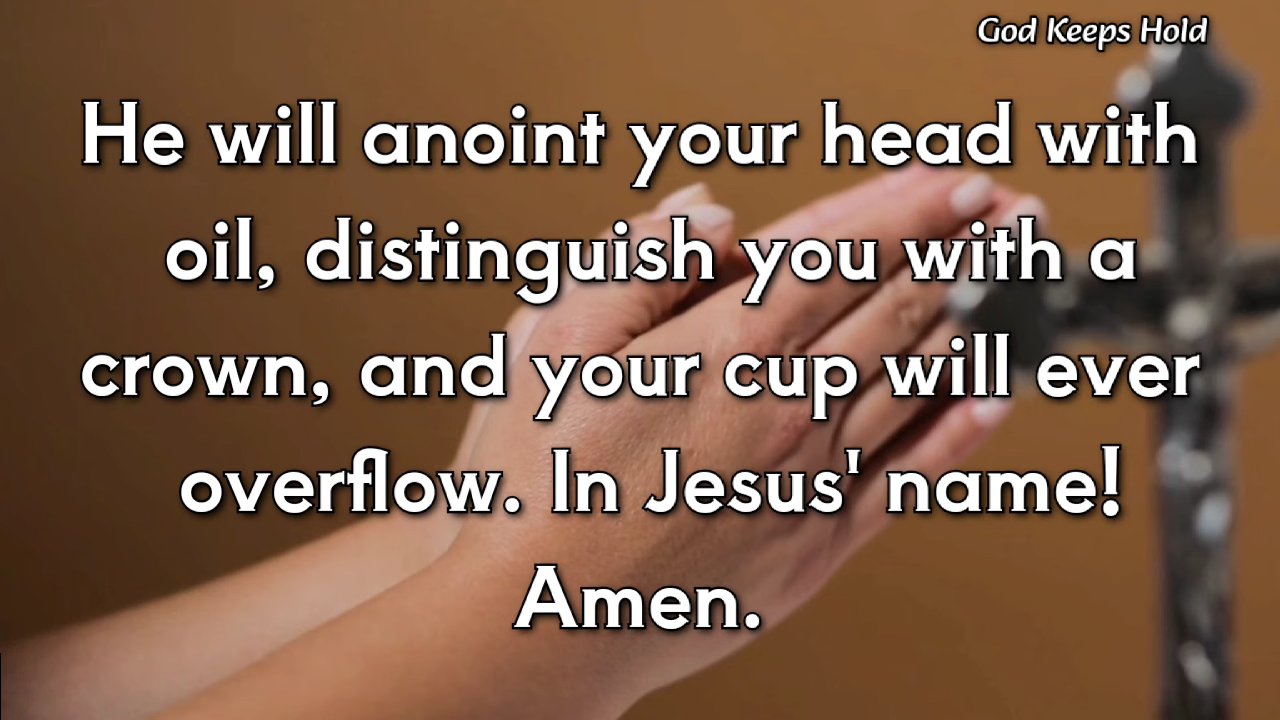 God Keeps Hold
He will anoint your head with
oil, distinguish you with a
crown, and your cup will ever
overflow. In Jesus' name!
Amen.